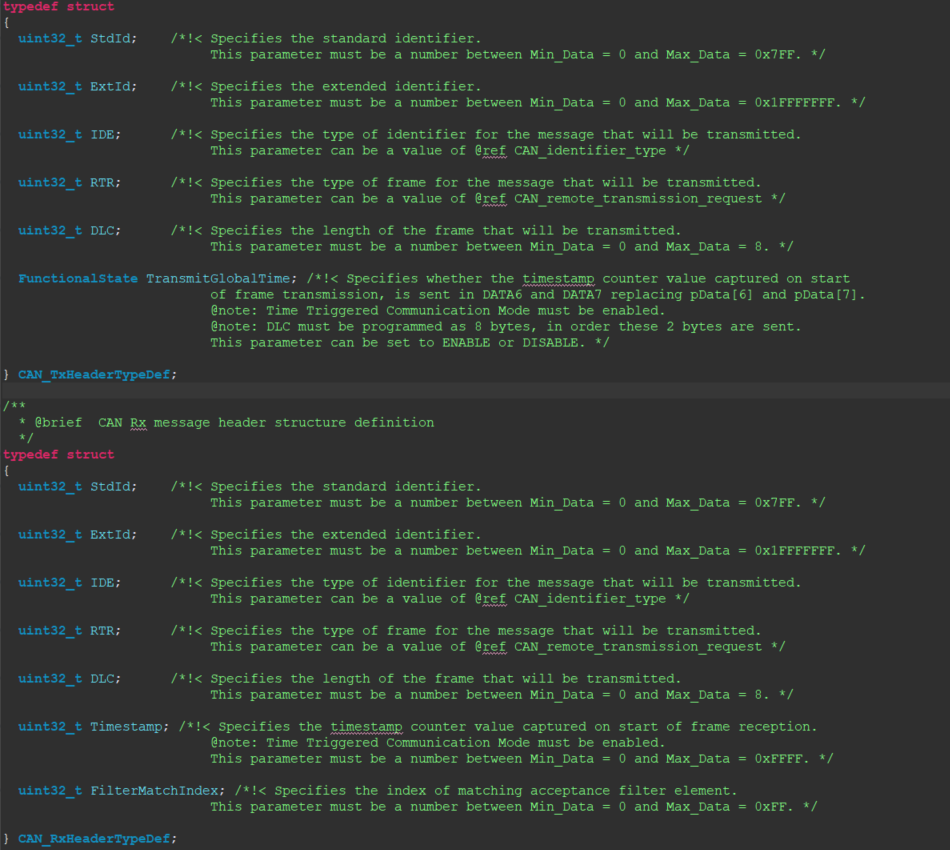 typedef struct
{
  uint32_t StdId;    /*!< Specifies the standard identifier.
                          This parameter must be a number between Min_Data = 0 and Max_Data = 0x7FF. */

  uint32_t ExtId;    /*!< Specifies the extended identifier.
                          This parameter must be a number between Min_Data = 0 and Max_Data = 0x1FFFFFFF. */

  uint32_t IDE;      /*!< Specifies the type of identifier for the message that will be transmitted.
                          This parameter can be a value of @ref CAN_identifier_type */

  uint32_t RTR;      /*!< Specifies the type of frame for the message that will be transmitted.
                          This parameter can be a value of @ref CAN_remote_transmission_request */

  uint32_t DLC;      /*!< Specifies the length of the frame that will be transmitted.
                          This parameter must be a number between Min_Data = 0 and Max_Data = 8. */

  FunctionalState TransmitGlobalTime; /*!< Specifies whether the timestamp counter value captured on start
                          of frame transmission, is sent in DATA6 and DATA7 replacing pData[6] and pData[7].
                          @note: Time Triggered Communication Mode must be enabled.
                          @note: DLC must be programmed as 8 bytes, in order these 2 bytes are sent.
                          This parameter can be set to ENABLE or DISABLE. */

} CAN_TxHeaderTypeDef;

/**
  * @brief  CAN Rx message header structure definition
  */
typedef struct
{
  uint32_t StdId;    /*!< Specifies the standard identifier.
                          This parameter must be a number between Min_Data = 0 and Max_Data = 0x7FF. */

  uint32_t ExtId;    /*!< Specifies the extended identifier.
                          This parameter must be a number between Min_Data = 0 and Max_Data = 0x1FFFFFFF. */

  uint32_t IDE;      /*!< Specifies the type of identifier for the message that will be transmitted.
                          This parameter can be a value of @ref CAN_identifier_type */

  uint32_t RTR;      /*!< Specifies the type of frame for the message that will be transmitted.
                          This parameter can be a value of @ref CAN_remote_transmission_request */

  uint32_t DLC;      /*!< Specifies the length of the frame that will be transmitted.
                          This parameter must be a number between Min_Data = 0 and Max_Data = 8. */

  uint32_t Timestamp; /*!< Specifies the timestamp counter value captured on start of frame reception.
                          @note: Time Triggered Communication Mode must be enabled.
                          This parameter must be a number between Min_Data = 0 and Max_Data = 0xFFFF. */

  uint32_t FilterMatchIndex; /*!< Specifies the index of matching acceptance filter element.
                          This parameter must be a number between Min_Data = 0 and Max_Data = 0xFF. */

} CAN_RxHeaderTypeDef;